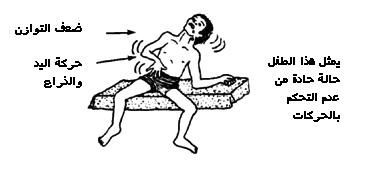 ضعف التوازن
حركة اليد
والذراع
يمثل هذا الطفل
حالة حادة من
عدم التحكم
بالحركات